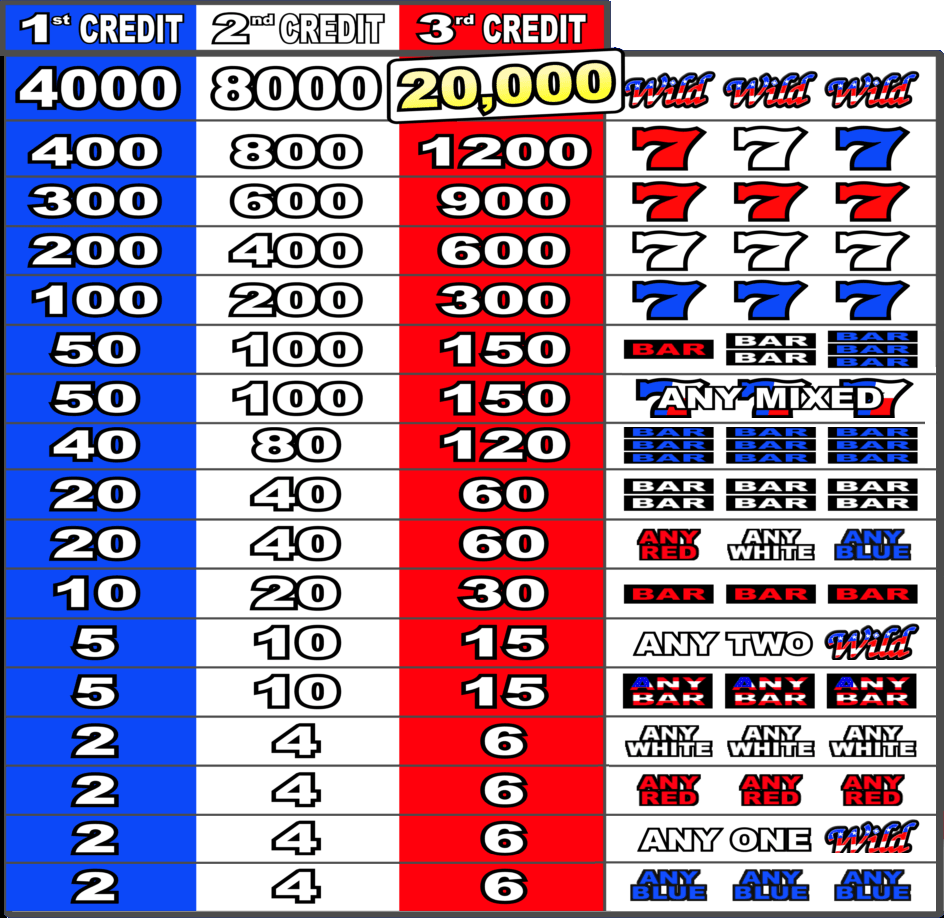 1st CREDIT 2nd CREDIT 3rd CREDIT
4000 8000 20,000 Wild Wild Wild
400 800 1200 7 7 7
300 600 900 7 7 7
200 400 600 7 7 7
100 200 300 7 7 7
50 100 150 BAR BAR BAR BAR BAR BAR
50 100 150 7 7 7 ANY MIXED
40 80 120 BAR BAR BAR BAR BAR BAR BAR BAR BAR
20 40 60 BAR BAR BAR BAR BAR BAR
20 40 60 ANY RED ANY WHITE ANY BLUE
10 20 30 BAR BAR BAR
5 10 15 ANY TWO Wild
5 10 15 ANY BAR ANY BAR ANY BAR
2 4 6 ANY WHITE ANY WHITE ANY WHITE
2 4 6 ANY RED ANY RED ANY RED
2 4 6 ANY ONE Wild
2 4 6 ANY BLUE ANY BLUE ANY BLUE